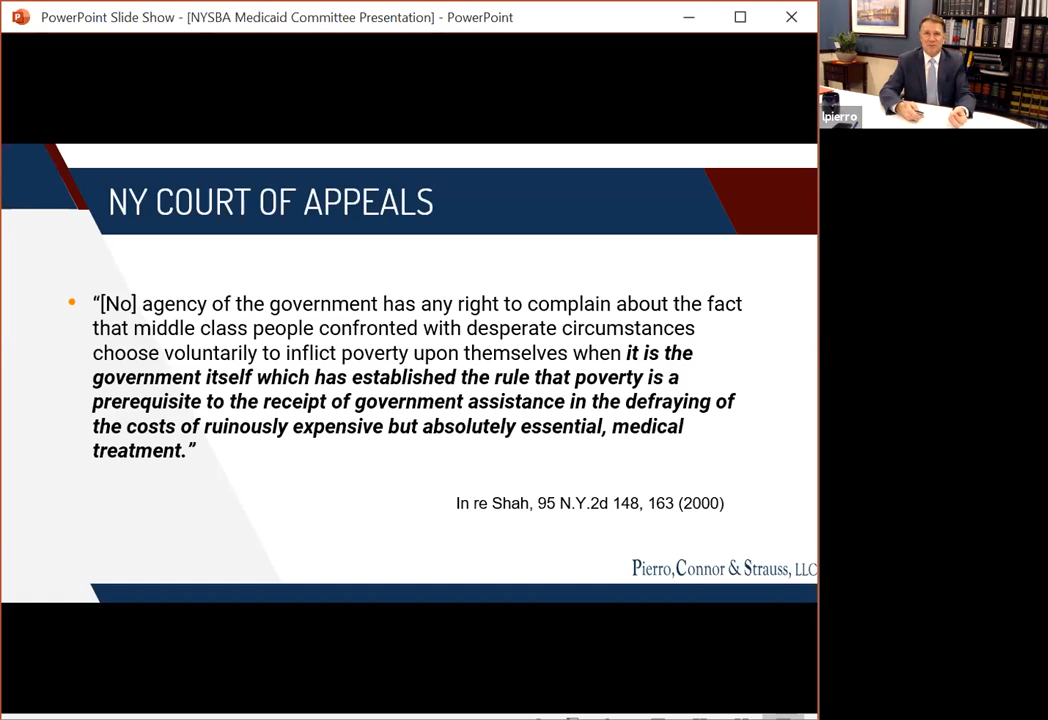 PowerPoint Slide Show - [NYSBA Medicaid Committee Presentation] - PowerPoint
lpierro
NY COURT OF APPEALS
• “[No] agency of the government has any right to complain about the fact
that middle class people confronted with desperate circumstances
choose voluntarily to inflict poverty upon themselves when it is the
government itself which has established the rule that poverty is a
prerequisite to the receipt of government assistance in the defraying of
the costs of ruinously expensive but absolutely essential, medical
treatment.”
In re Shah, 95 N.Y.2d 148, 163 (2000)
Pierro, Connor & Strauss, LLC